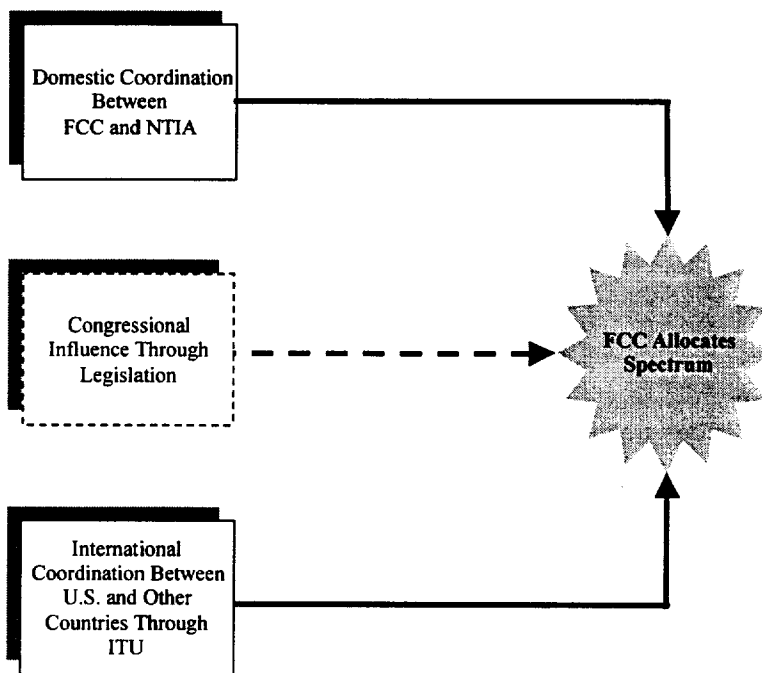 Domestic Coordination
Between
FCC and NTIA
Congressional
Influence Through
Legislation
FCC Allocates
Spectrum
International
Coordination Between
U.S. and Other
Countries Through
ITU